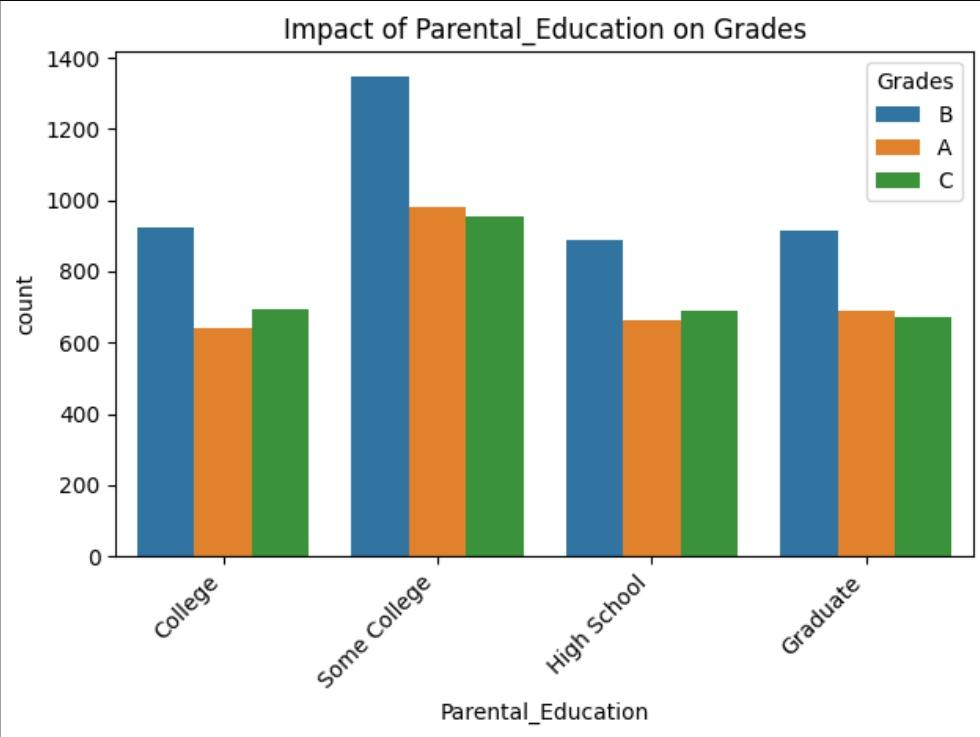 Impact of Parental_Education on Grades
1400
1200
1000
800
600
400
200
0
count
Grades
B
A
C
College
Some College
High School
Graduate
Parental_Education